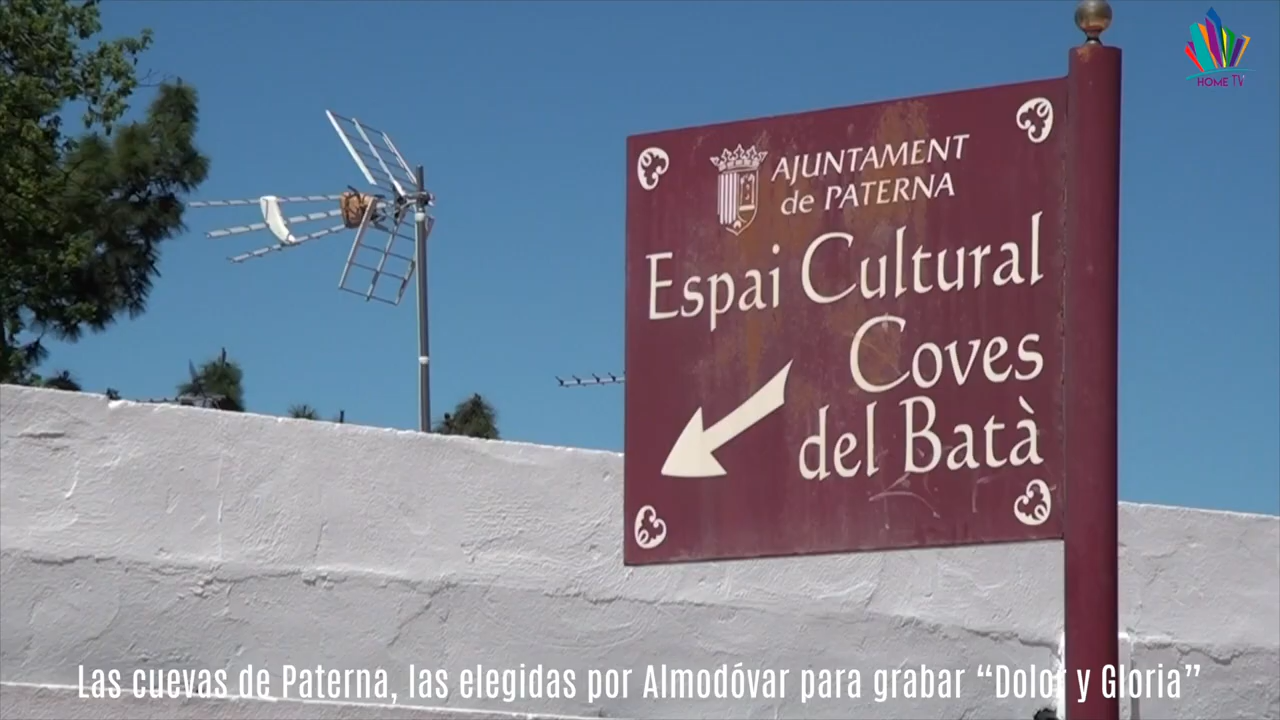 HOME TV
AJUNTAMENT
de PATERNA
Espai Cultural
Coves
del Batà
Las cuevas de Paterna, las elegidas por Almodóvar para grabar “Dolor y Gloria”